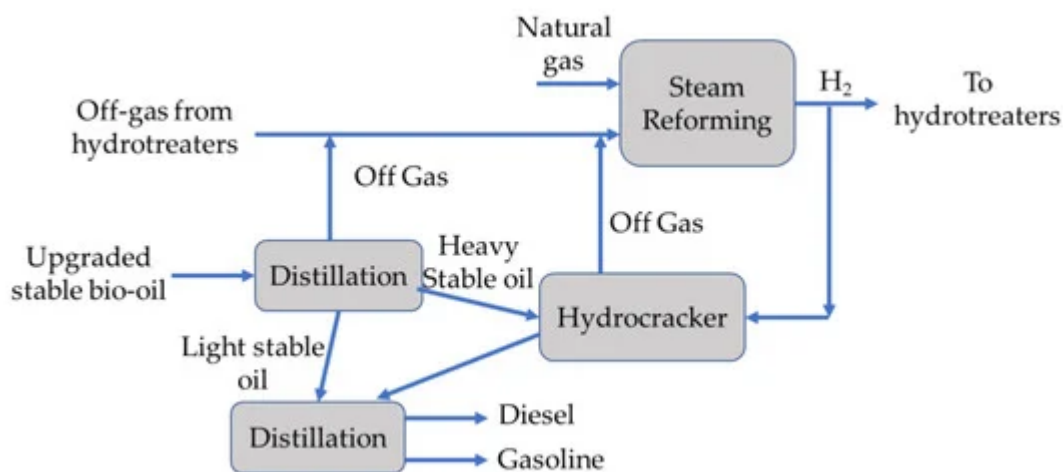 Natural
gas
Steam
Reforming
H₂
To
hydrotreaters
Off-gas from
hydrotreaters
Off Gas
Off Gas
Upgraded
stable bio-oil
Distillation
Heavy
Stable oil
Hydrocracker
Light stable
oil
Distillation
Diesel
Gasoline